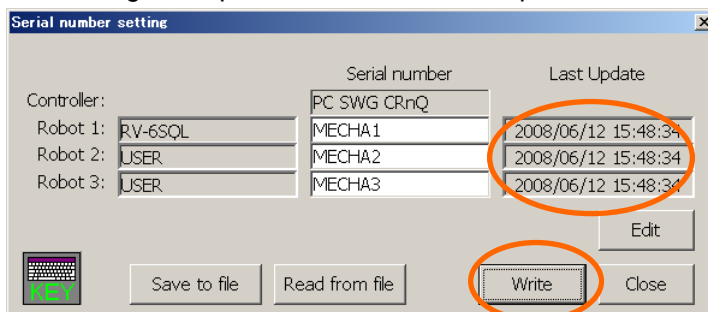 Serial number setting
Serial number Last Update
Controller: PC SWG CRnQ
Robot 1: RV-6SQL MECHA1 2008/06/12 15:48:34
Robot 2: USER MECHA2 2008/06/12 15:48:34
Robot 3: USER MECHA3 2008/06/12 15:48:34
Edit
KEY Save to file Read from file Write Close